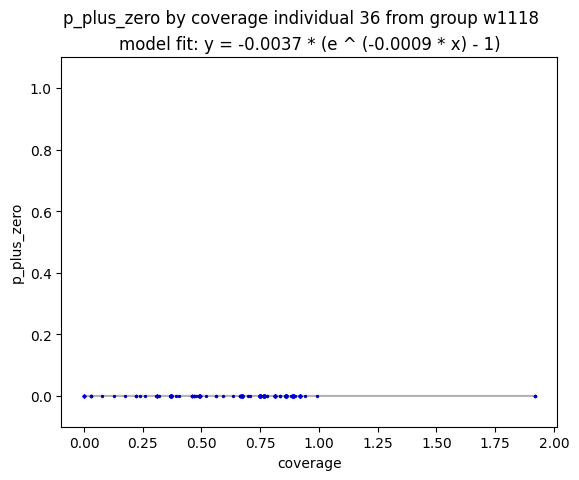 p_plus_zero by coverage individual 36 from group w1118
model fit: y = -0.0037 * (e ^ (-0.0009 * x) - 1)
1.0
0.8
0.6
0.4
0.2
0.0
p_plus_zero
0.00 0.25 0.50 0.75 1.00 1.25 1.50 1.75 2.00
coverage